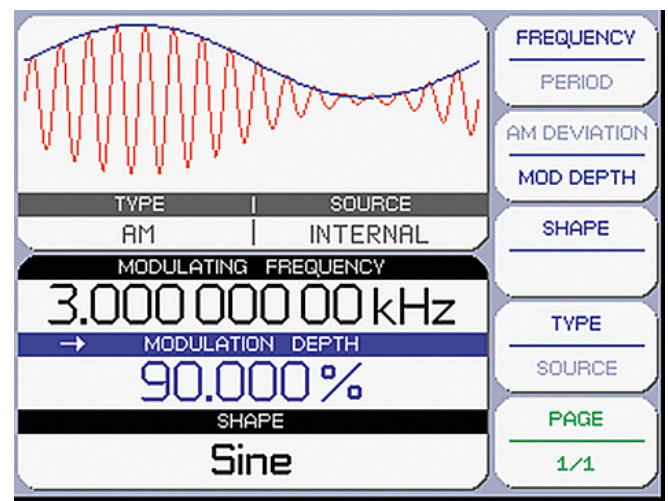 TYPE | SOURCE
AM | INTERNAL
MODULATING FREQUENCY
3.000 000 00 kHz
→ MODULATION DEPTH
90.000 %
SHAPE
Sine
FREQUENCY
PERIOD
AM DEVIATION
MOD DEPTH
SHAPE
TYPE
SOURCE
PAGE
1/1